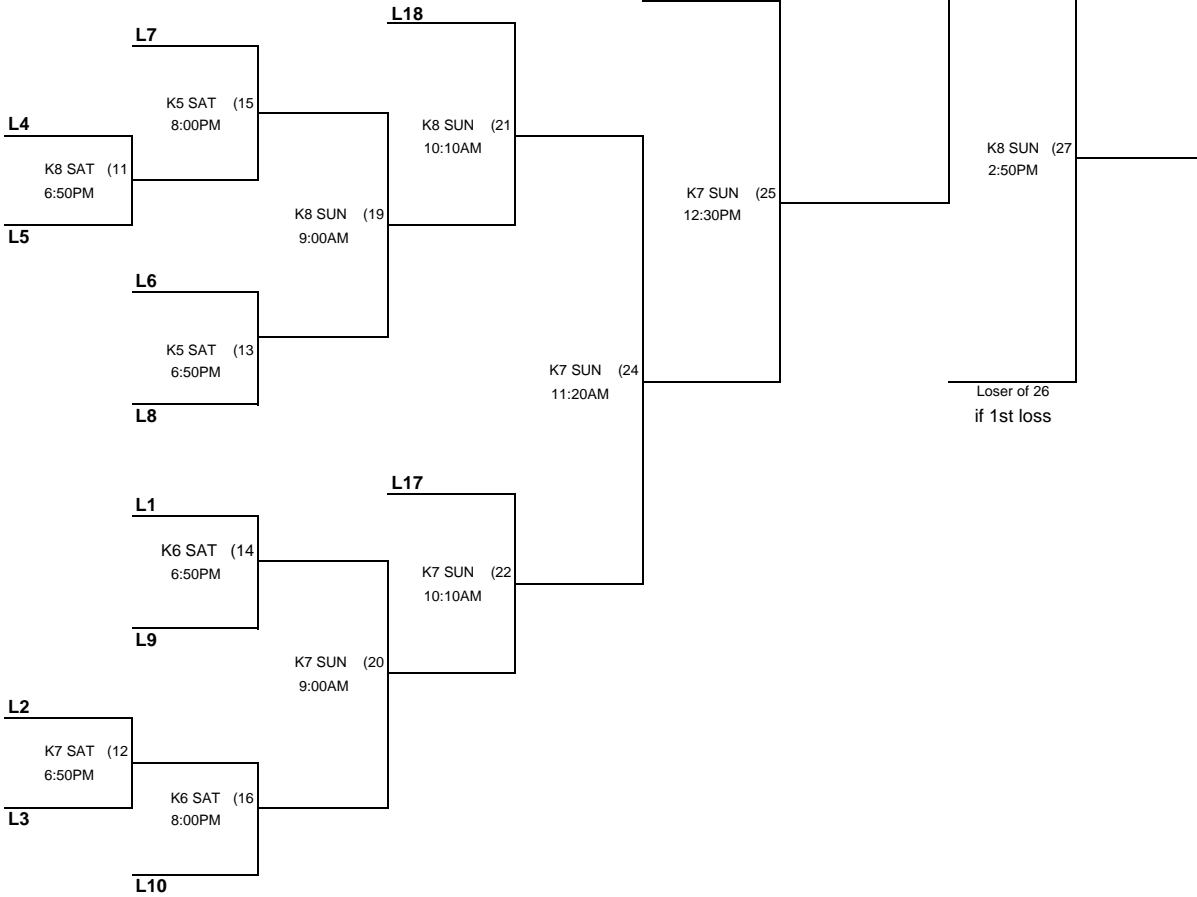 L18
L7
K5 SAT (15
8:00PM
L4
K8 SUN (21
10:10AM
K8 SUN (27
2:50PM
K8 SAT (11
6:50PM
K7 SUN (25
12:30PM
K8 SUN (19
9:00AM
L5
L6
K5 SAT (13
6:50PM
K7 SUN (24
11:20AM
Loser of 26
if 1st loss
L8
L17
L1
K6 SAT (14
6:50PM
K7 SUN (22
10:10AM
L9
K7 SUN (20
9:00AM
L2
K7 SAT (12
6:50PM
K6 SAT (16
8:00PM
L3
L10